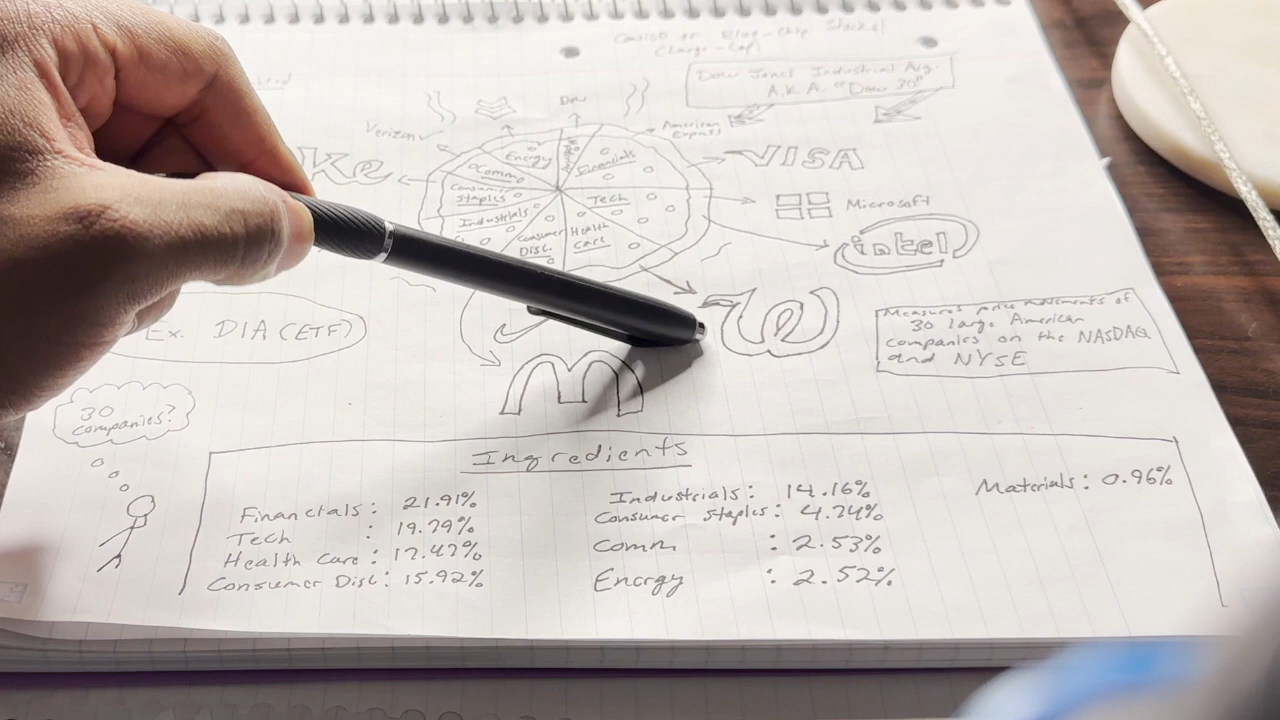 Consist of Blue-Chip Stocks!
(Large-Cap)
Dow Jones Industrial Avg.
A.K.A. "Dow 30"
Dow
Verizon✓
American
Express
VISA
Energy
Financials
Comm
ke
Consumer
Staples
Tech
Microsoft
Industrials
Consumer
Disc.
Health
Care
intel
W
Ex. DIA (ETF)
Measures price movements of
30 large American
companies on the NASDAQ
and NYSE
m
30
companies?
Ingredients
Financials: 21.91%
Tech : 19.79%
Health Care: 17.47%
Consumer Disc: 15.92%
Industrials: 14.16%
Consumer Staples: 4.74%
Comm : 2.53%
Energy : 2.52%
Materials: 0.96%